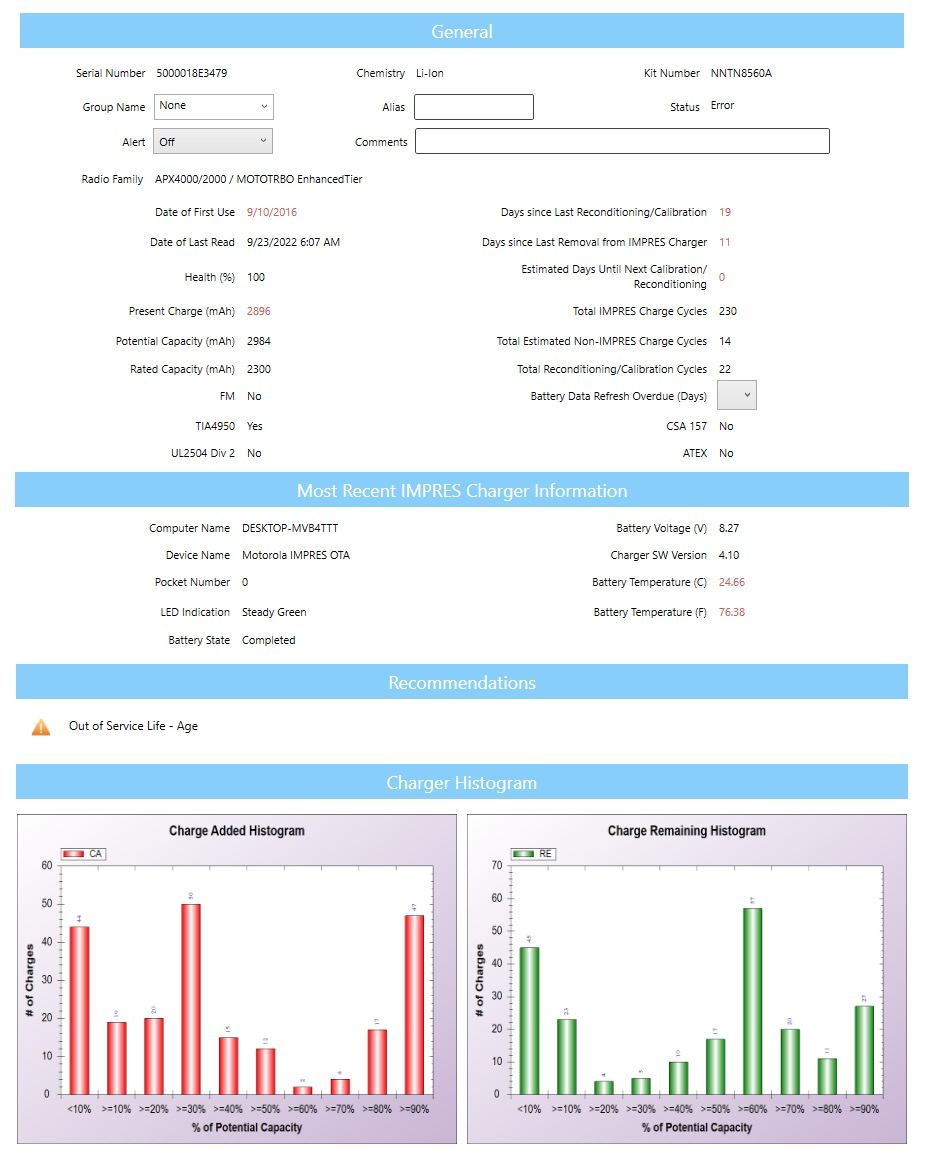 General
Serial Number 5000018E3479 Chemistry Li-Ion Kit Number NNTN8560A
Group Name None Alias Status Error
Alert Off Comments
Radio Family APX4000/2000 / MOTOTRBO EnhancedTier
Date of First Use 9/10/2016 Days since Last Reconditioning/Calibration 19
Date of Last Read 9/23/2022 6:07 AM Days since Last Removal from IMPRES Charger 11
Health (%) 100 Estimated Days Until Next Calibration/
Reconditioning 0
Present Charge (mAh) 2896 Total IMPRES Charge Cycles 230
Potential Capacity (mAh) 2984 Total Estimated Non-IMPRES Charge Cycles 14
Rated Capacity (mAh) 2300 Total Reconditioning/Calibration Cycles 22
FM No Battery Data Refresh Overdue (Days)
TIA4950 Yes CSA 157 No
UL2504 Div 2 No ATEX No
Most Recent IMPRES Charger Information
Computer Name DESKTOP-MVB4TTT Battery Voltage (V) 8.27
Device Name Motorola IMPRES OTA Charger SW Version 4.10
Pocket Number 0 Battery Temperature (C) 24.66
LED Indication Steady Green Battery Temperature (F) 76.38
Battery State Completed
Recommendations
Out of Service Life - Age
Charger Histogram
Charge Added Histogram
CA
# of Charges
60
50
40
30
20
10
0
44 19 20 50 15 12 2 4 17 47
<10% >=10% >=20% >=30% >=40% >=50% >=60% >=70% >=80% >=90%
% of Potential Capacity
Charge Remaining Histogram
RE
# of Charges
70
60
50
40
30
20
10
0
45 23 4 5 10 17 57 20 11 27
<10% >=10% >=20% >=30% >=40% >=50% >=60% >=70% >=80% >=90%
% of Potential Capacity